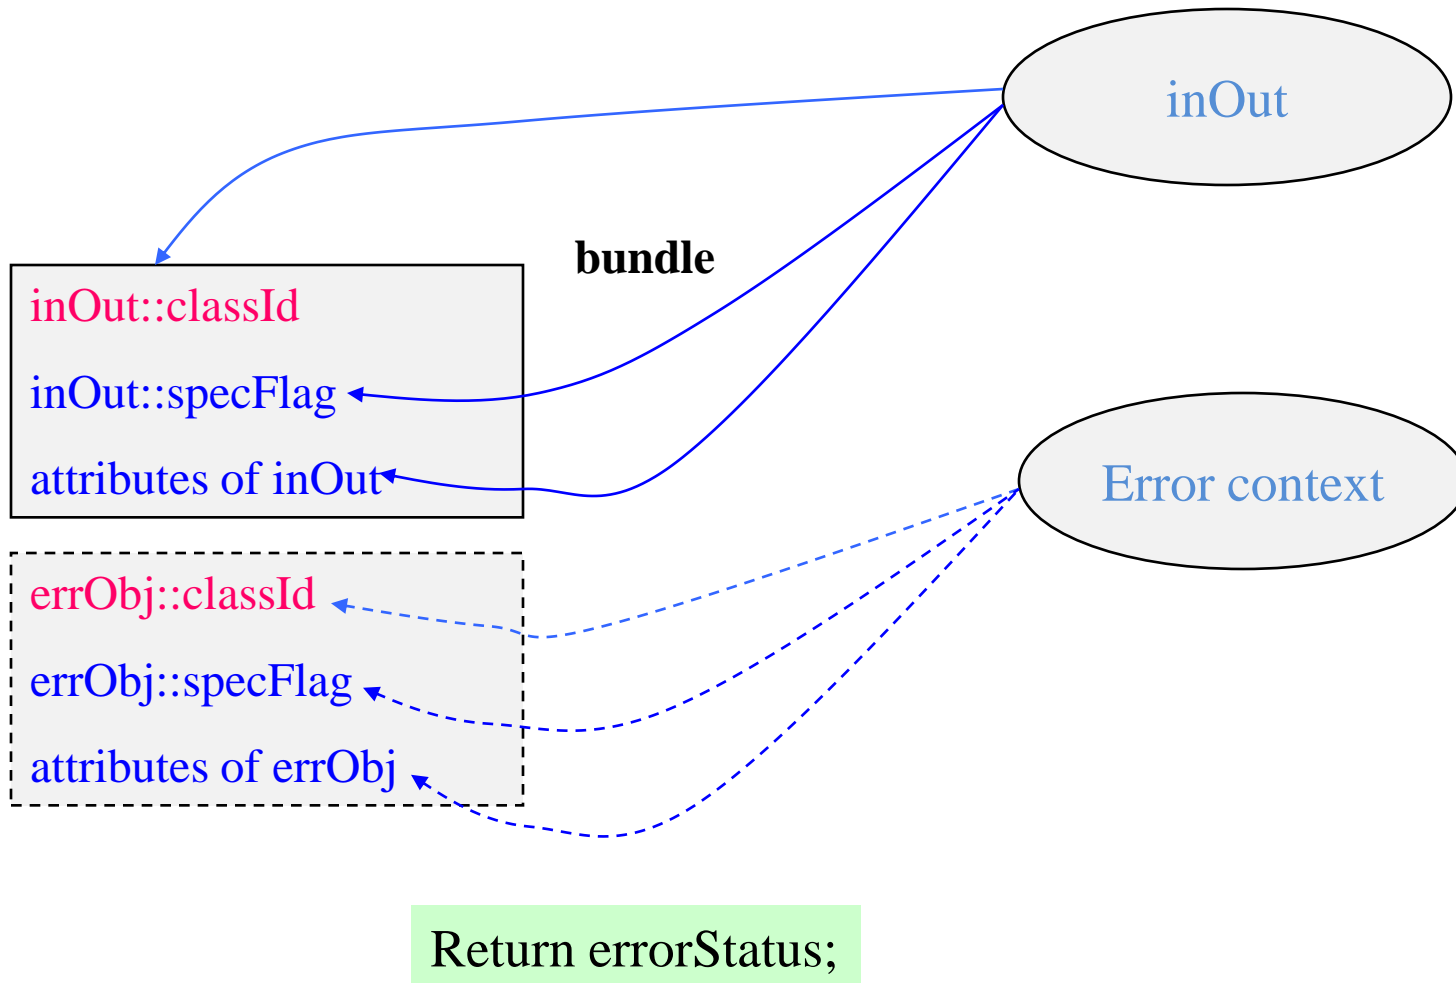 inOut
bundle
inOut::classId
inOut::specFlag
attributes of inOut
Error context
errObj::classId
errObj::specFlag
attributes of errObj
Return errorStatus;